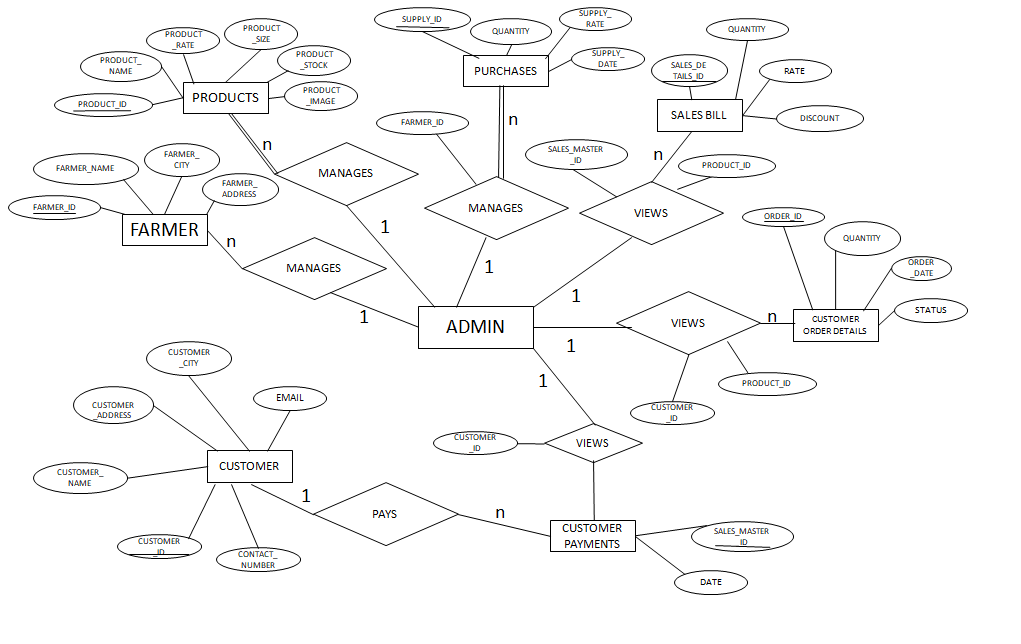 SUPPLY_ID
SUPPLY_
RATE
PRODUCT
_RATE
PRODUCT
_SIZE
QUANTITY
QUANTITY
PRODUCT_
NAME
PRODUCT
_STOCK
SUPPLY_
DATE
PURCHASES
SALES_DE
TAILS_ID
RATE
PRODUCT_ID
PRODUCTS
PRODUCT
_IMAGE
FARMER_ID
n
SALES BILL
DISCOUNT
n
SALES_MASTER
_ID
n
FARMER_NAME
FARMER_
CITY
MANAGES
PRODUCT_ID
FARMER_
ADDRESS
FARMER_ID
MANAGES
VIEWS
ORDER_ID
FARMER
n
1
QUANTITY
MANAGES
1
ORDER
_DATE
1
1
ADMIN
VIEWS
n
CUSTOMER
ORDER DETAILS
STATUS
1
CUSTOMER
_CITY
1
PRODUCT_ID
CUSTOMER
_ADDRESS
EMAIL
CUSTOMER
_ID
CUSTOMER
_ID
VIEWS
CUSTOMER
CUSTOMER_
NAME
1
PAYS
n
CUSTOMER
PAYMENTS
SALES_MASTER
_ID
CUSTOMER
_ID
CONTACT_
NUMBER
DATE